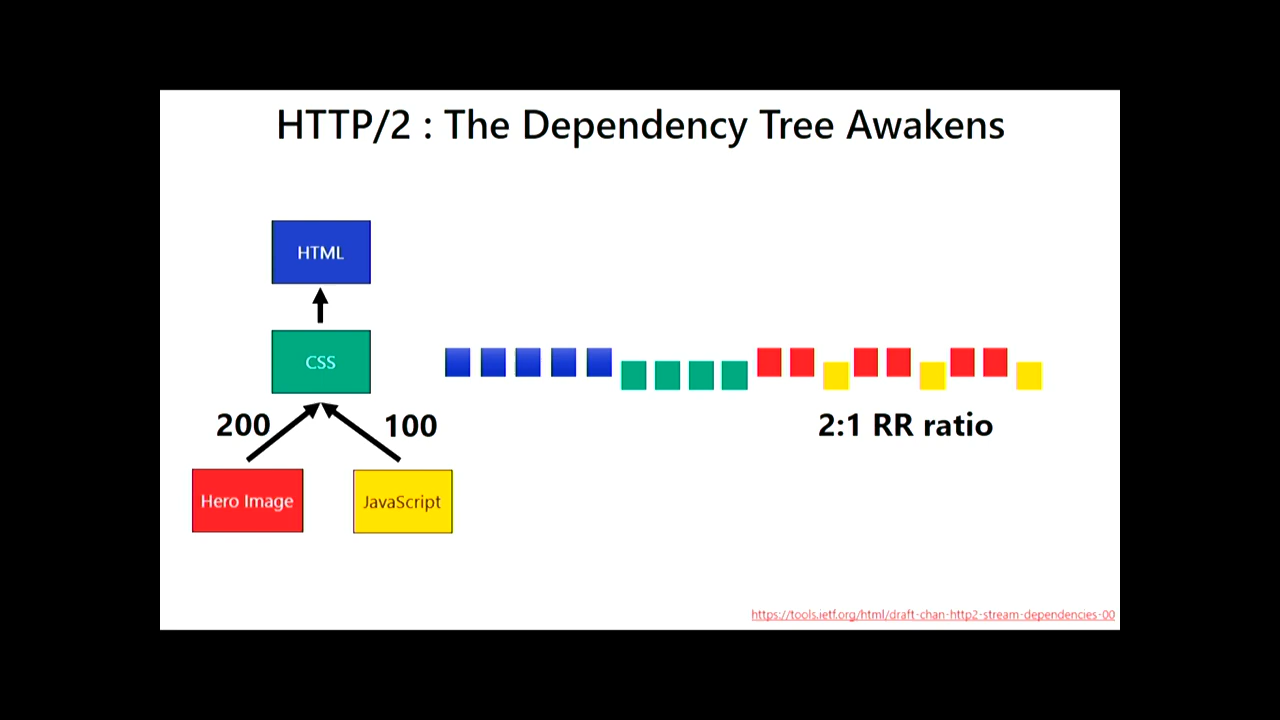 HTTP/2 : The Dependency Tree Awakens
HTML
CSS
200
100
2:1 RR ratio
Hero Image
JavaScript
https://tools.ietf.org/html/draft-chan-http2-stream-dependencies-00